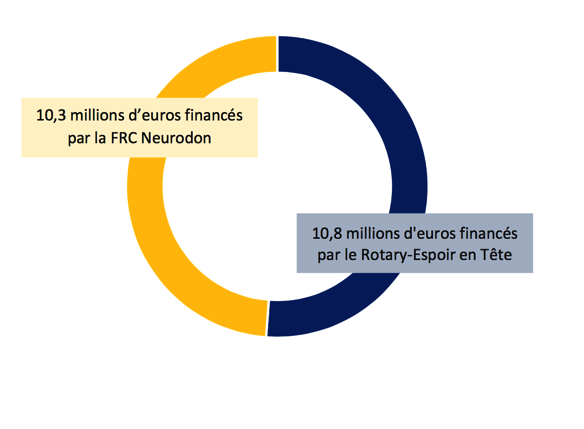 10,3 millions d’euros financés
par la FRC Neurodon
10,8 millions d'euros financés
par le Rotary-Espoir en Tête